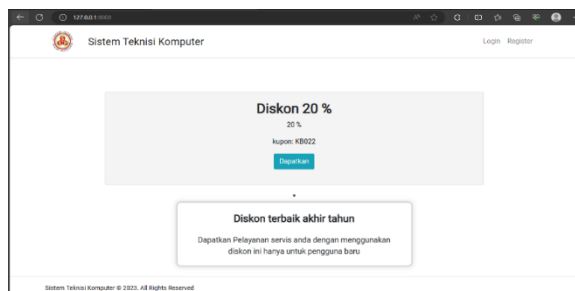 127.0.0.1:8000
Sistem Teknisi Komputer
Login Register
Diskon 20 %
20 %
kupon: KB022
Dapatkan
Diskon terbaik akhir tahun
Dapatkan Pelayanan servis anda dengan menggunakan
diskon ini hanya untuk pengguna baru
Sistem Teknisi Komputer © 2023. All Rights Reserved